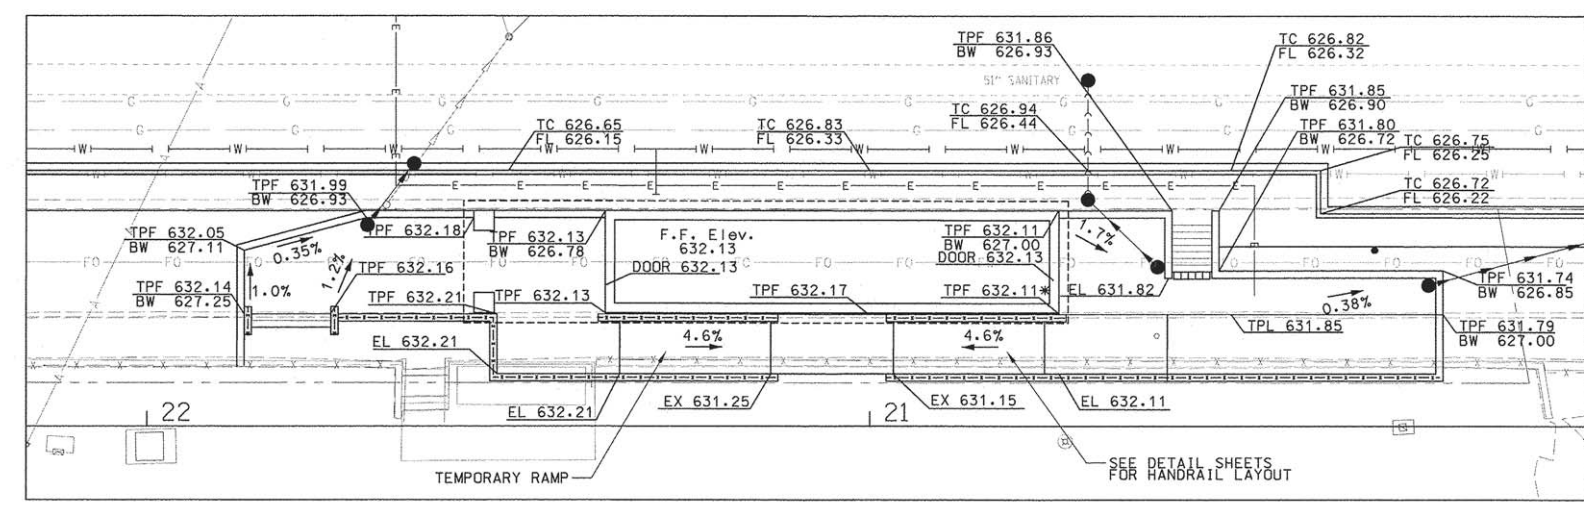 TPF 631.86
BW 626.93
TC 626.82
FL 626.32
51" SANITARY
TPF 631.85
BW 626.90
TC 626.94
FL 626.44
TC 626.65
FL 626.15
TC 626.83
FL 626.33
TPF 631.80
BW 626.72
TC 626.75
FL 626.25
TPF 631.99
BW 626.93
TC 626.72
FL 626.22
TPF 632.05
BW 627.11
0.35%
TPF 632.18
TPF 632.13
BW 626.78
F.F. Elev.
632.13
DOOR 632.13
TPF 632.11
BW 627.00
DOOR 632.13
1.7%
TPF 632.14
BW 627.25
1.0%
1.2%
TPF 632.16
TPF 632.21
TPF 632.13
TPF 632.17
TPF 632.11*
EL 631.82
0.38%
TPF 631.74
BW 626.85
EL 632.21
4.6%
4.6%
TPL 631.85
TPF 631.79
BW 627.00
EL 632.21
EX 631.25
EX 631.15
EL 632.11
22
21
TEMPORARY RAMP
SEE DETAIL SHEETS
FOR HANDRAIL LAYOUT
G G G G G
W W W W W
E E E E E E E E E
FO FO FO FO FO